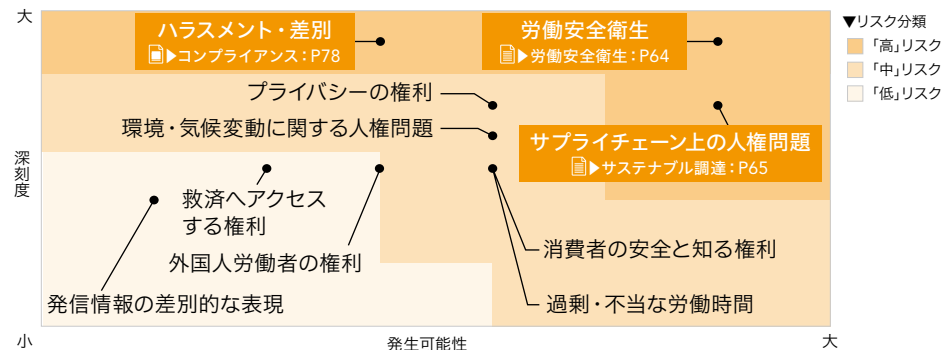 大
ハラスメント・差別
▶コンプライアンス：P78
労働安全衛生
▶労働安全衛生：P64
▼リスク分類
「高」リスク
「中」リスク
「低」リスク
プライバシーの権利
環境・気候変動に関する人権問題
サプライチェーン上の人権問題
▶サステナブル調達：P65
深刻度
救済へアクセス
する権利
外国人労働者の権利
消費者の安全と知る権利
発信情報の差別的な表現
過剰・不当な労働時間
小
発生可能性
大